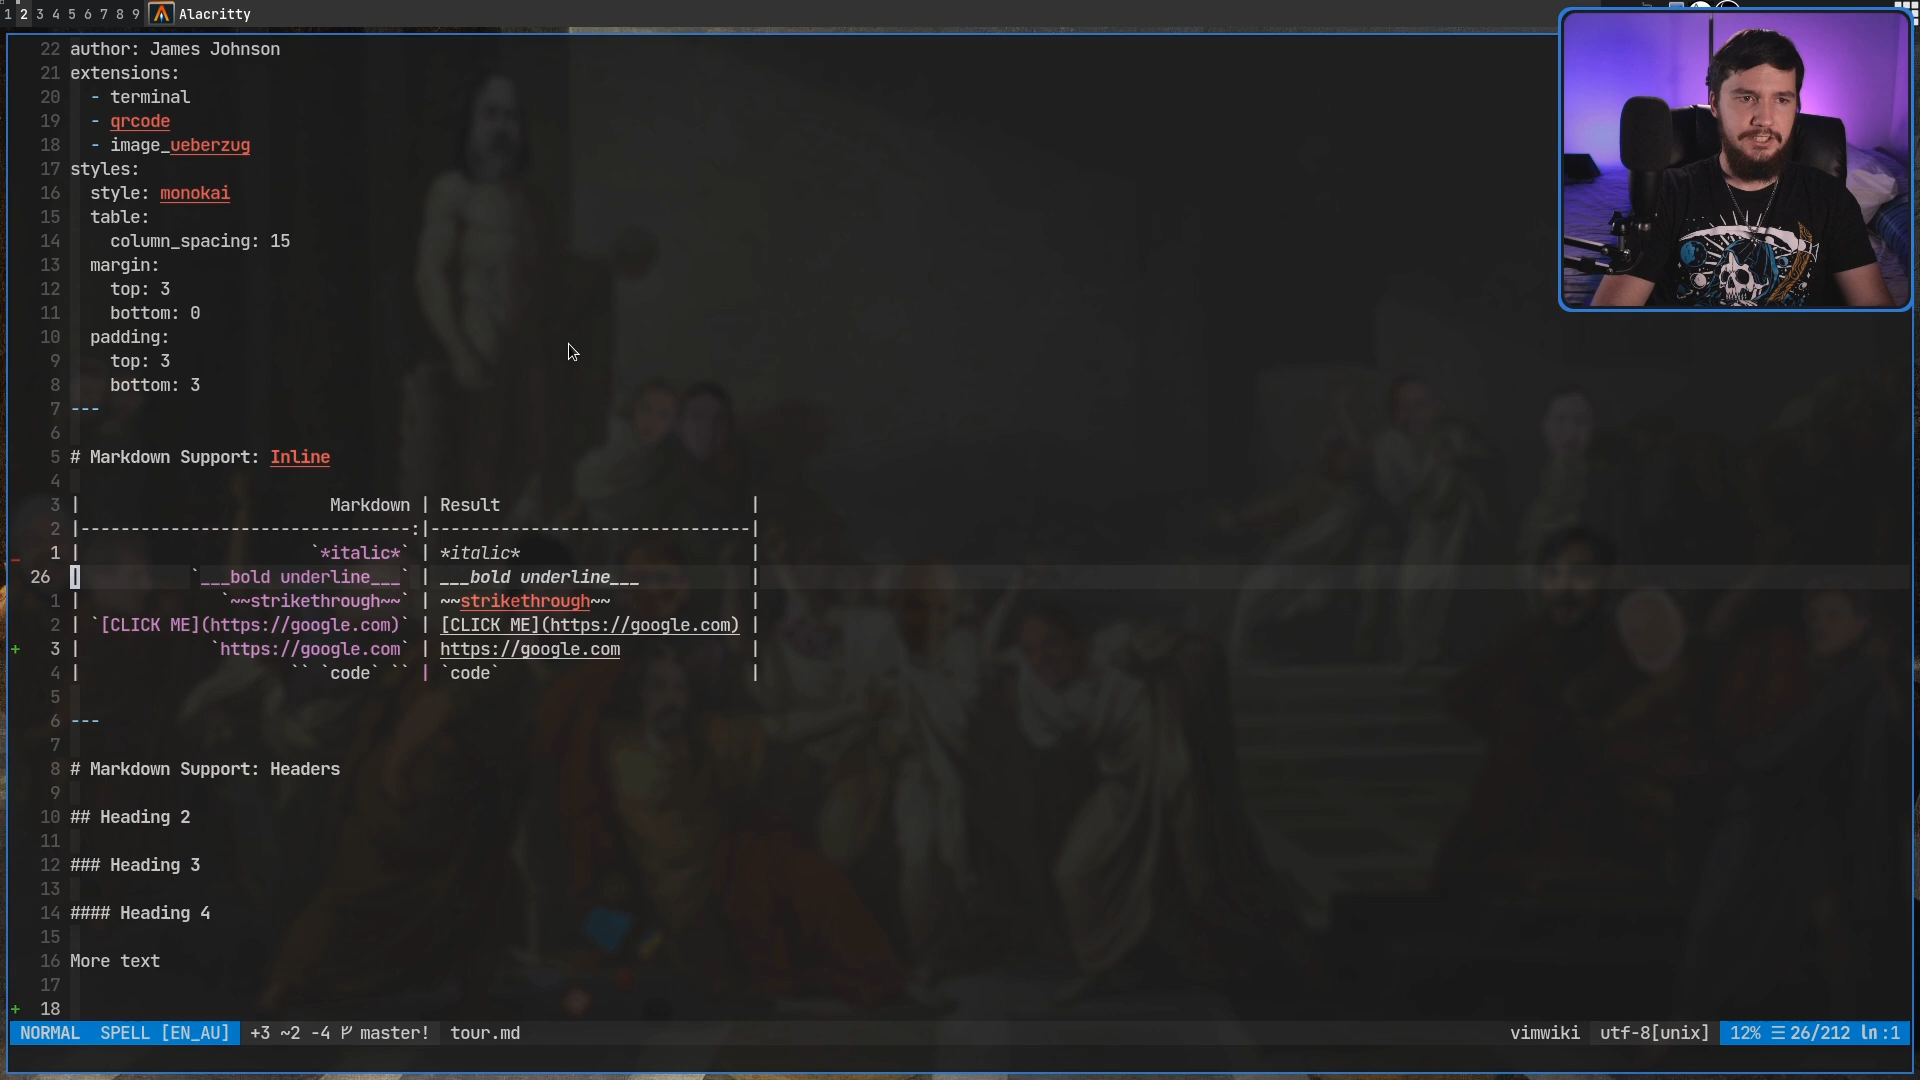 1 2 3 4 5 6 7 8 9 Alacritty
22 author: James Johnson
21 extensions:
20 - terminal
19 - qrcode
18 - image_ueberzug
17 styles:
16 style: monokai
15 table:
14 column_spacing: 15
13 margin:
12 top: 3
11 bottom: 0
10 padding:
9 top: 3
8 bottom: 3
7 ---
6
5 # Markdown Support: Inline
4
3 | Markdown | Result |
2 |---------------------------------:|--------------------------------|
_ 1 | `*italic*` | *italic* |
26 | `___bold underline___` | ___bold underline___ |
1 | `~~strikethrough~~` | ~~strikethrough~~ |
2 | `[CLICK ME](https://google.com)` | [CLICK ME](https://google.com) |
+ 3 | `https://google.com` | https://google.com |
4 | `` `code` `` | `code` |
5
6 ---
7
8 # Markdown Support: Headers
9
10 ## Heading 2
11
12 ### Heading 3
13
14 #### Heading 4
15
16 More text
17
+ 18
NORMAL SPELL [EN_AU] +3 ~2 -4 master! tour.md vimwiki utf-8[unix] 12% ☰ 26/212 ln :1